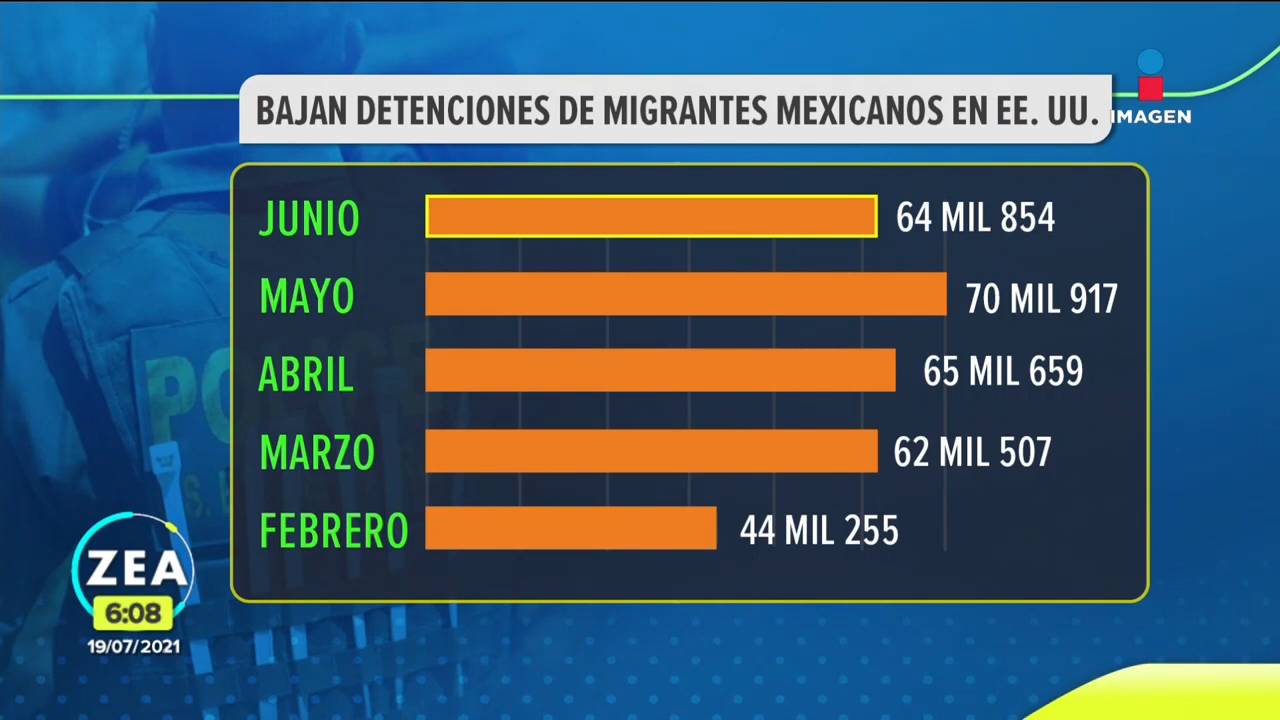 BAJAN DETENCIONES DE MIGRANTES MEXICANOS EN EE. UU.
IMAGEN
JUNIO 64 MIL 854
MAYO 70 MIL 917
ABRIL 65 MIL 659
MARZO 62 MIL 507
FEBRERO 44 MIL 255
POLICE
ZEA
6:08
19/07/2021